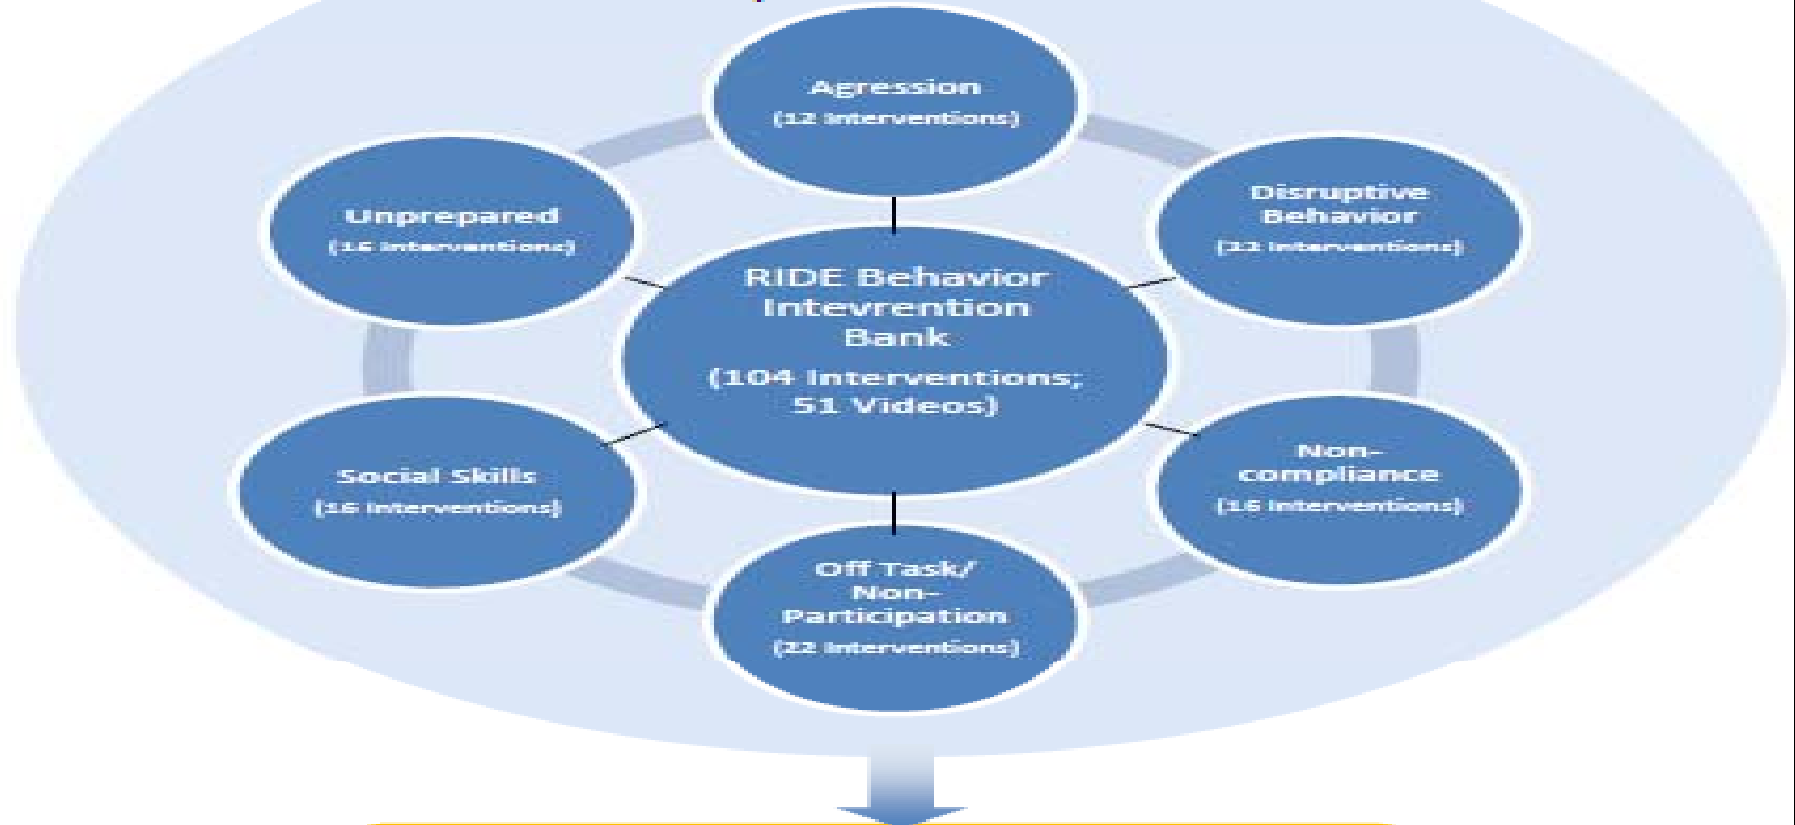 Agression
(12 Interventions)
Disruptive
Behavior
(22 Interventions)
Unprepared
(16 Interventions)
RIDE Behavior
Intevrention
Bank
(104 Interventions;
51 Videos)
Non-
compliance
(16 Interventions)
Social Skills
(16 Interventions)
Off Task/
Non-
Participation
(22 Interventions)